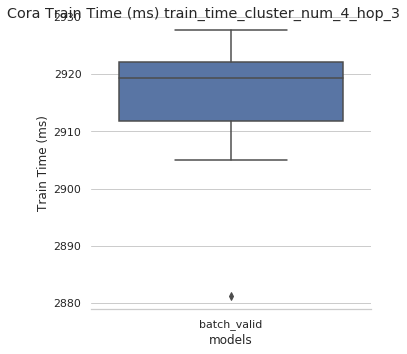 Cora Train Time (ms) train_time_cluster_num_4_hop_3
2930
2920
2910
2900
2890
2880
Train Time (ms)
batch_valid
models